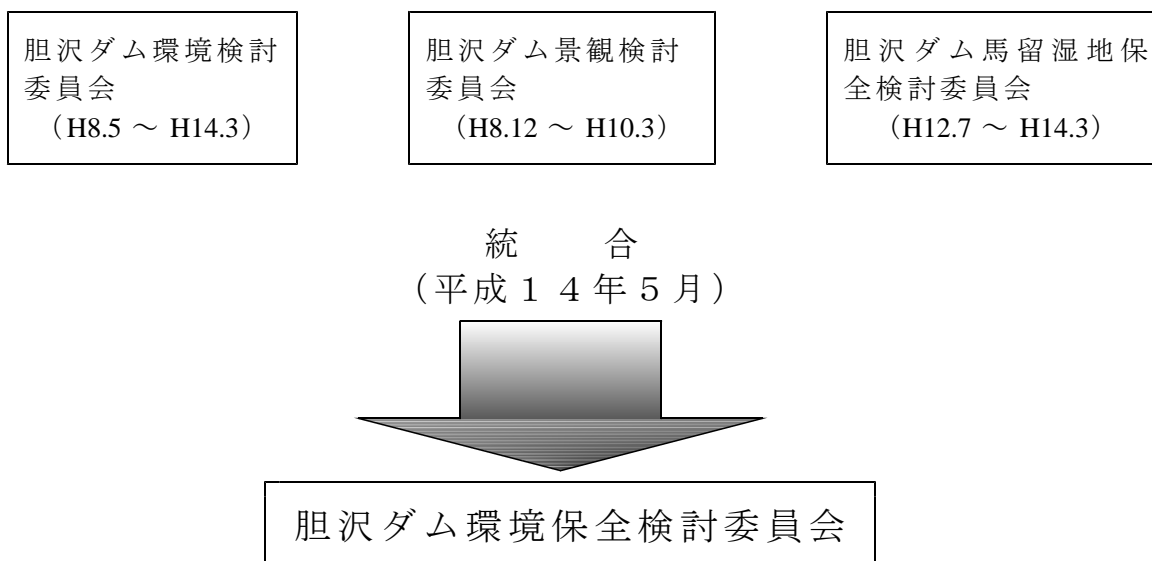 胆沢ダム環境検討
委員会
（H8.5 ～ H14.3）
胆沢ダム景観検討
委員会
（H8.12 ～ H10.3）
胆沢ダム馬留湿地保
全検討委員会
（H12.7 ～ H14.3）
統　　合
（平成１４年５月）
胆沢ダム環境保全検討委員会